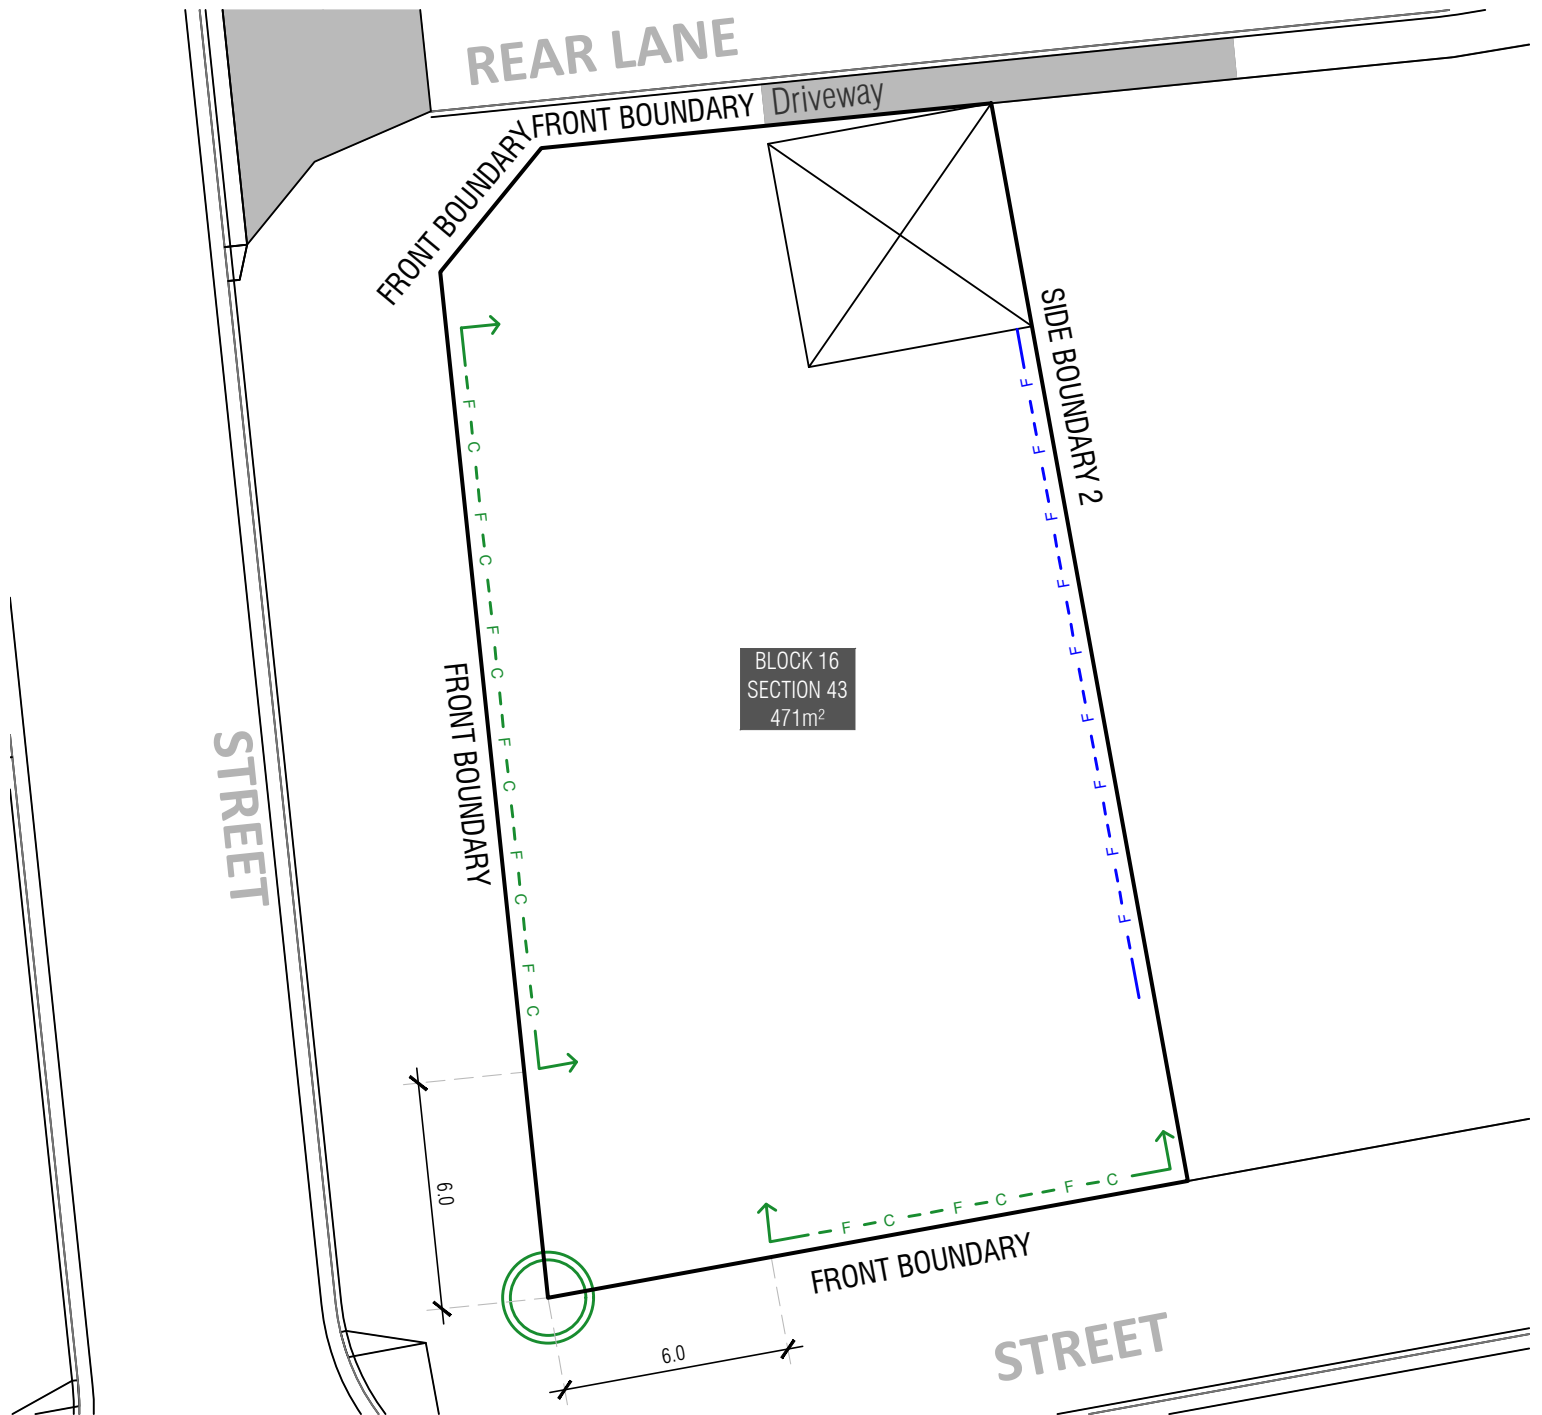 REAR LANE
Driveway
FRONT BOUNDARY
FRONT BOUNDARY
SIDE BOUNDARY 2
F C F C F C F C F C F C
F F F F F F F F F
BLOCK 16
SECTION 43
471m²
FRONT BOUNDARY
STREET
6.0
F C F C F C
FRONT BOUNDARY
6.0
STREET